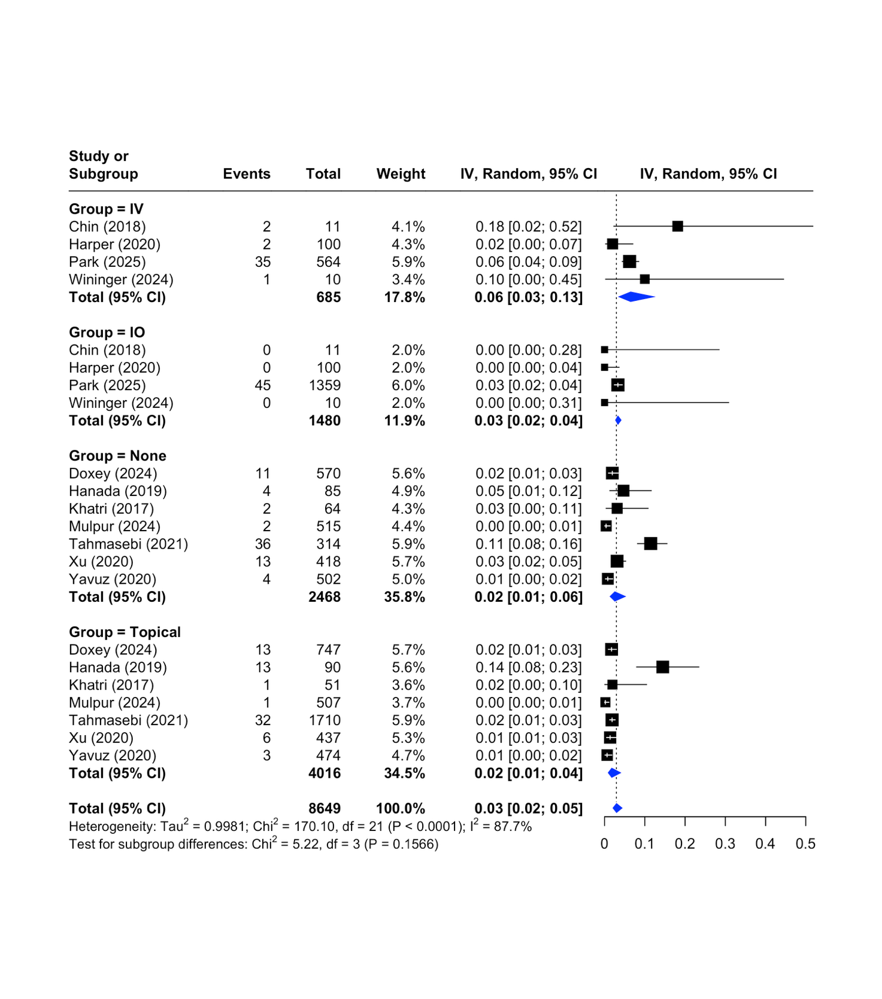 Study or
Subgroup Events Total Weight IV, Random, 95% CI IV, Random, 95% CI
Group = IV
Chin (2018) 2 11 4.1% 0.18 [0.02; 0.52]
Harper (2020) 2 100 4.3% 0.02 [0.00; 0.07]
Park (2025) 35 564 5.9% 0.06 [0.04; 0.09]
Wininger (2024) 1 10 3.4% 0.10 [0.00; 0.45]
Total (95% CI) 685 17.8% 0.06 [0.03; 0.13]
Group = IO
Chin (2018) 0 11 2.0% 0.00 [0.00; 0.28]
Harper (2020) 0 100 2.0% 0.00 [0.00; 0.04]
Park (2025) 45 1359 6.0% 0.03 [0.02; 0.04]
Wininger (2024) 0 10 2.0% 0.00 [0.00; 0.31]
Total (95% CI) 1480 11.9% 0.03 [0.02; 0.04]
Group = None
Doxey (2024) 11 570 5.6% 0.02 [0.01; 0.03]
Hanada (2019) 4 85 4.9% 0.05 [0.01; 0.12]
Khatri (2017) 2 64 4.3% 0.03 [0.00; 0.11]
Mulpur (2024) 2 515 4.4% 0.00 [0.00; 0.01]
Tahmasebi (2021) 36 314 5.9% 0.11 [0.08; 0.16]
Xu (2020) 13 418 5.7% 0.03 [0.02; 0.05]
Yavuz (2020) 4 502 5.0% 0.01 [0.00; 0.02]
Total (95% CI) 2468 35.8% 0.02 [0.01; 0.06]
Group = Topical
Doxey (2024) 13 747 5.7% 0.02 [0.01; 0.03]
Hanada (2019) 13 90 5.6% 0.14 [0.08; 0.23]
Khatri (2017) 1 51 3.6% 0.02 [0.00; 0.10]
Mulpur (2024) 1 507 3.7% 0.00 [0.00; 0.01]
Tahmasebi (2021) 32 1710 5.9% 0.02 [0.01; 0.03]
Xu (2020) 6 437 5.3% 0.01 [0.01; 0.03]
Yavuz (2020) 3 474 4.7% 0.01 [0.00; 0.02]
Total (95% CI) 4016 34.5% 0.02 [0.01; 0.04]
Total (95% CI) 8649 100.0% 0.03 [0.02; 0.05]
Heterogeneity: Tau² = 0.9981; Chi² = 170.10, df = 21 (P < 0.0001); I² = 87.7%
Test for subgroup differences: Chi² = 5.22, df = 3 (P = 0.1566)
0 0.1 0.2 0.3 0.4 0.5